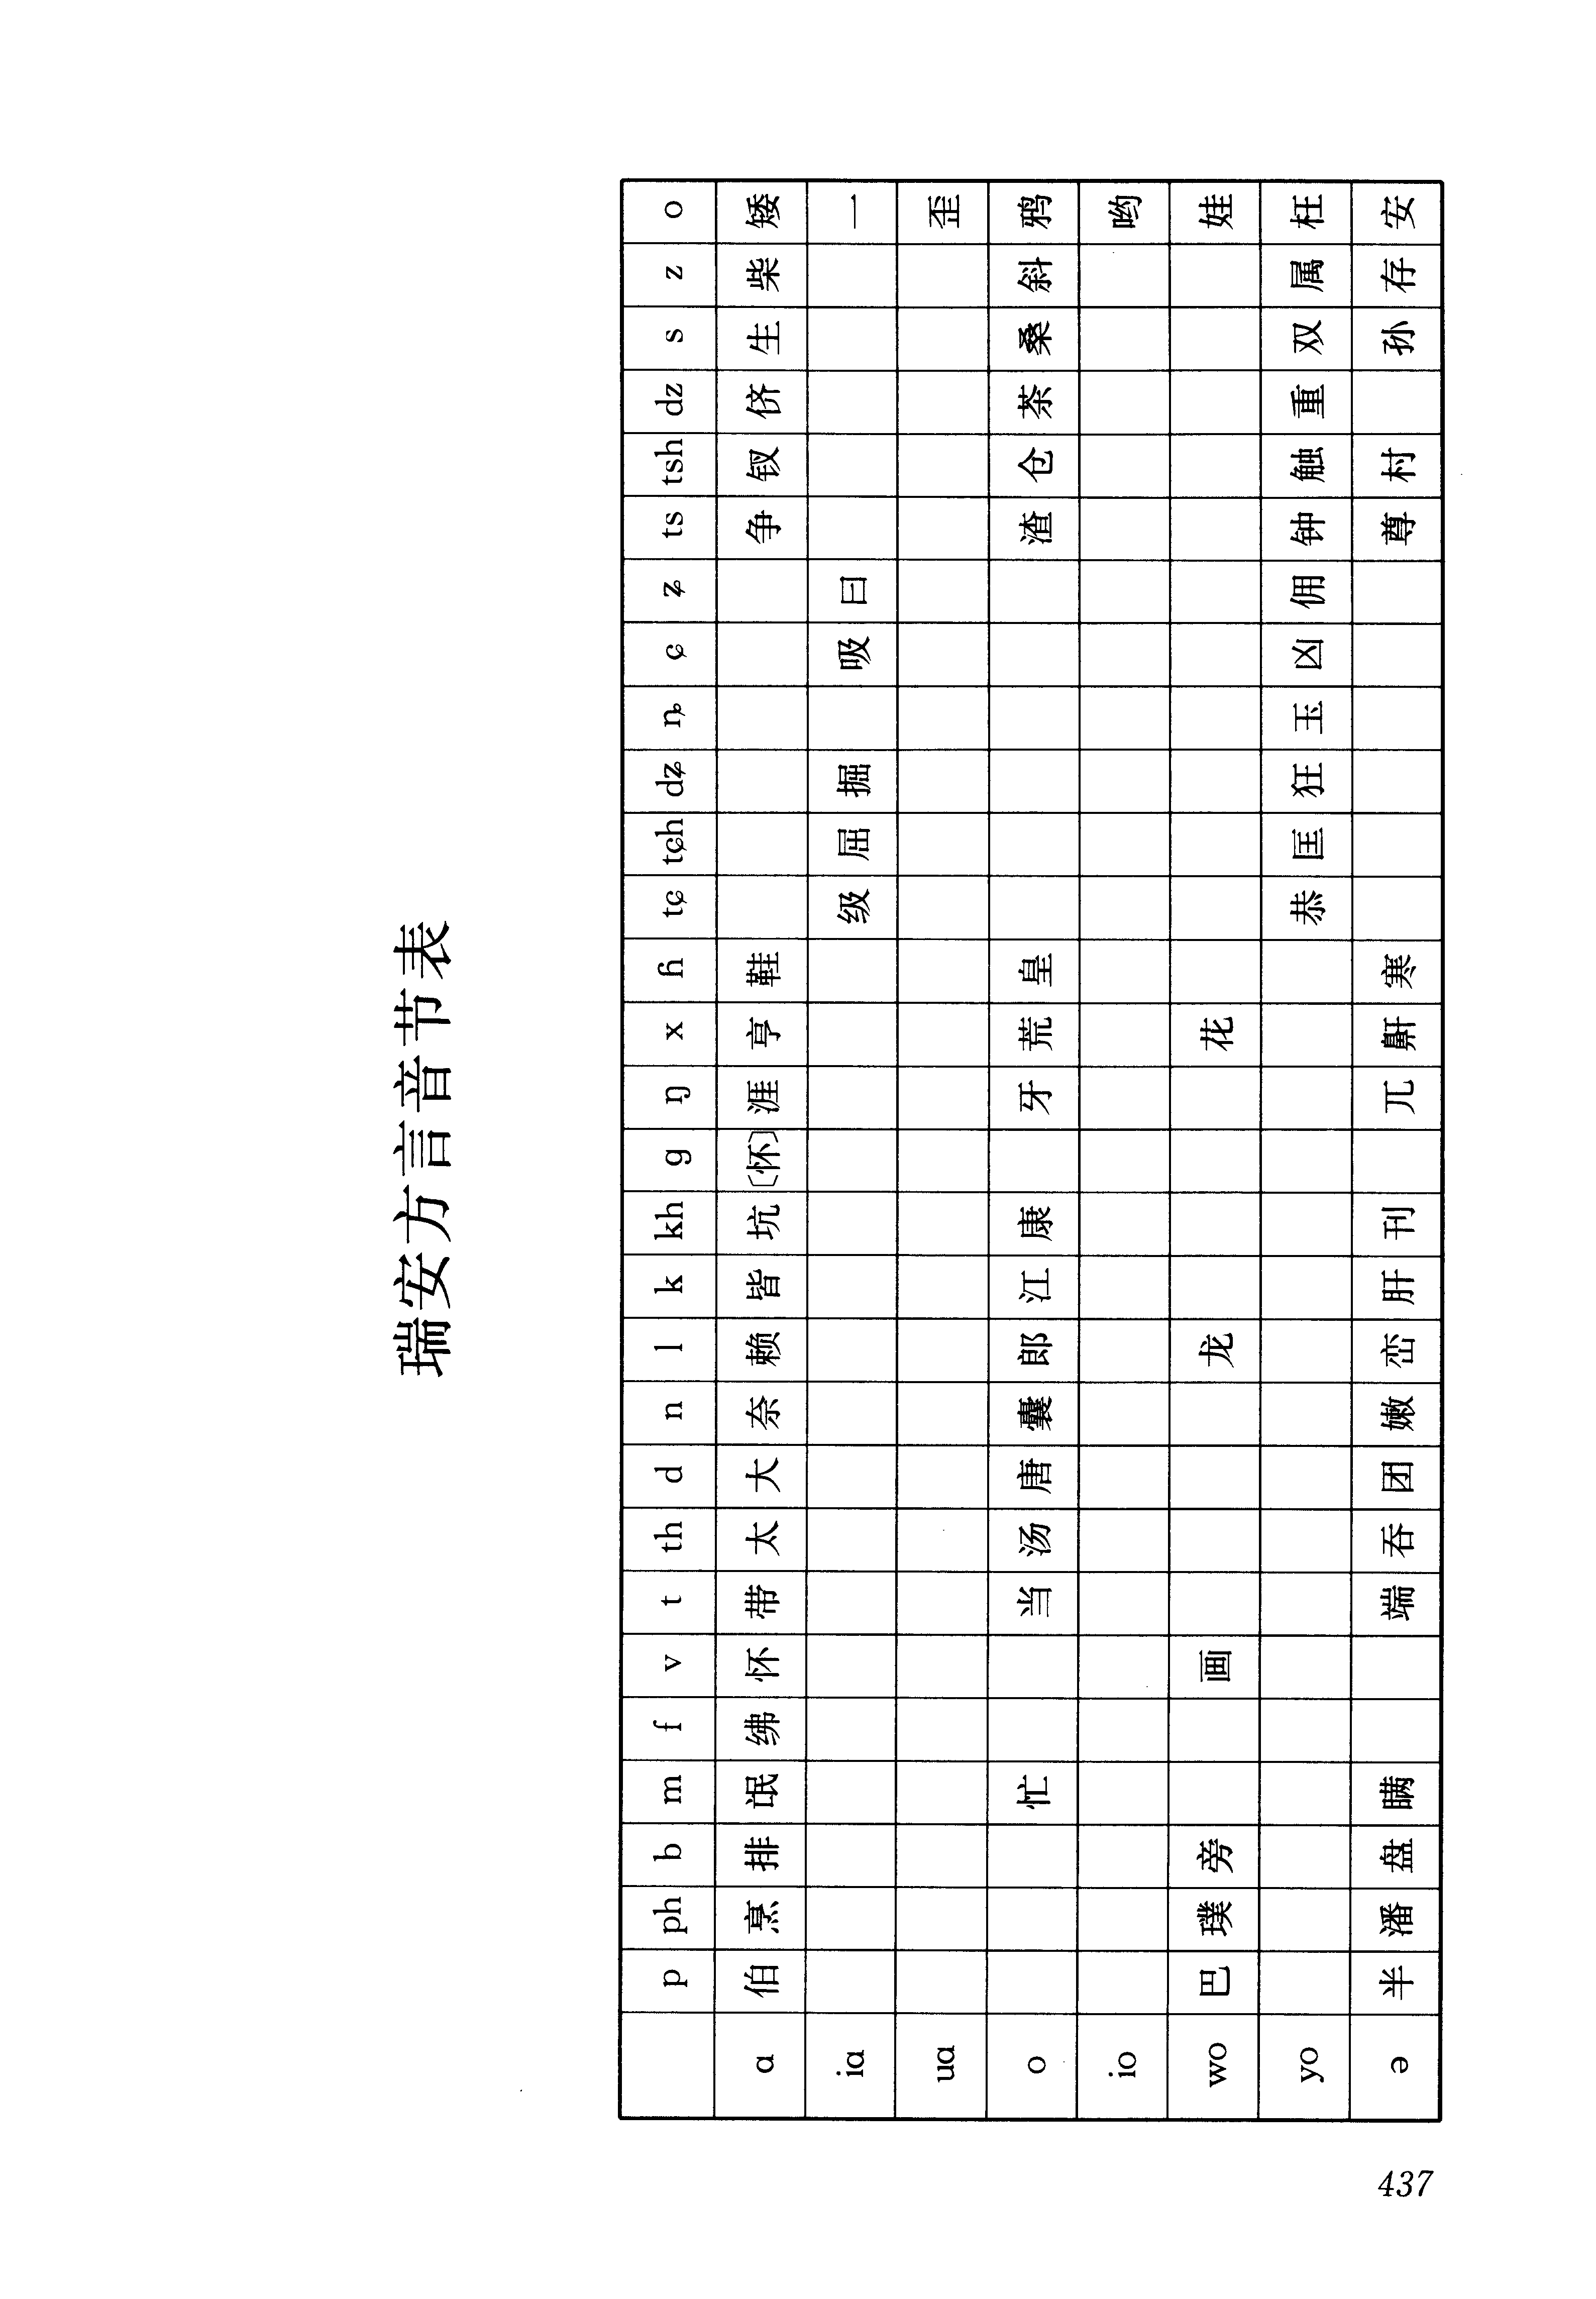 瑞安方言音节表
p ph b m f v t th d n l k kh g ŋ x ɦ tɕ tɕh dʑ ȵ ɕ ʑ ts tsh dz s z o
ɑ 伯 烹 排 氓 绋 怀 带 太 大 奈 赖 皆 坑 〔怀〕 涯 亨 鞋 争 钗 侪 生 柴 矮
iɑ 级 屈 掘 吸 曰 一
uɑ 歪
o 忙 当 汤 唐 囊 郎 江 康 牙 荒 皇 渣 仓 茶 桑 斜 鸦
io 哟
wo 巴 璞 旁 画 龙 花 娃
yo 恭 匡 狂 玉 凶 佣 钟 触 重 双 属 枉
ə 半 潘 盘 瞒 端 吞 团 嫩 峦 肝 刊 兀 鼾 寒 尊 村 孙 存 安
437